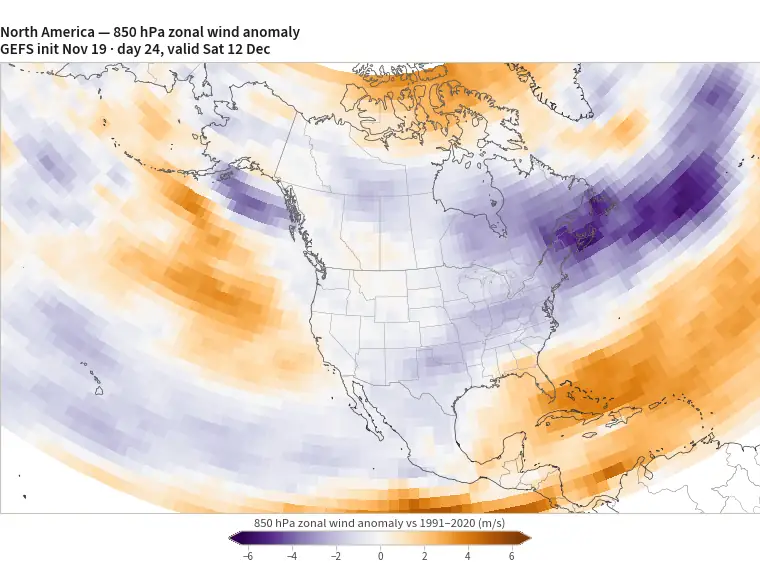 North America — 850 hPa zonal wind anomaly
GEFS init Nov 19 · day 24, valid Sat 12 Dec
850 hPa zonal wind anomaly vs 1991–2020 (m/s)
−6 −4 −2 0 2 4 6